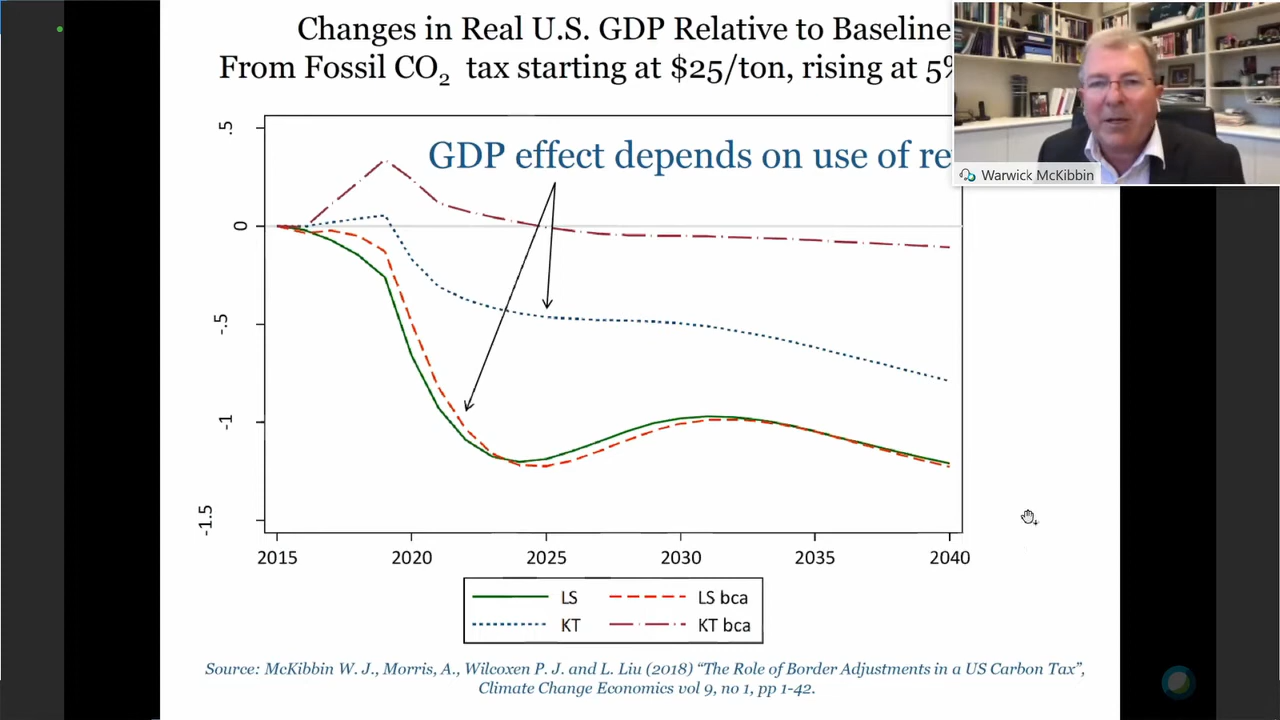 Changes in Real U.S. GDP Relative to Baseline
From Fossil CO2 tax starting at $25/ton, rising at 5%
Warwick McKibbin
GDP effect depends on use of re
.5
0
-.5
-1
-1.5
2015 2020 2025 2030 2035 2040
LS LS bca
KT KT bca
Source: McKibbin W. J., Morris, A., Wilcoxen P. J. and L. Liu (2018) “The Role of Border Adjustments in a US Carbon Tax”,
Climate Change Economics vol 9, no 1, pp 1-42.